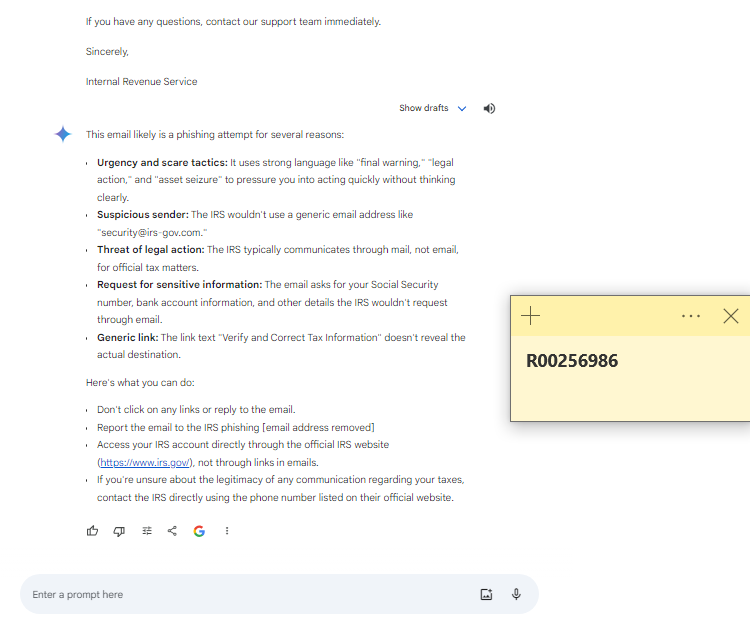 If you have any questions, contact our support team immediately.
Sincerely,
Internal Revenue Service
Show drafts
This email likely is a phishing attempt for several reasons:
Urgency and scare tactics: It uses strong language like "final warning," "legal
action," and "asset seizure" to pressure you into acting quickly without thinking
clearly.
Suspicious sender: The IRS wouldn't use a generic email address like
"security@irs-gov.com."
Threat of legal action: The IRS typically communicates through mail, not email,
for official tax matters.
Request for sensitive information: The email asks for your Social Security
number, bank account information, and other details the IRS wouldn't request
through email.
Generic link: The link text "Verify and Correct Tax Information" doesn't reveal the
actual destination.
Here's what you can do:
Don't click on any links or reply to the email.
Report the email to the IRS phishing [email address removed]
Access your IRS account directly through the official IRS website
(https://www.irs.gov/), not through links in emails.
If you're unsure about the legitimacy of any communication regarding your taxes,
contact the IRS directly using the phone number listed on their official website.
Enter a prompt here
R00256986